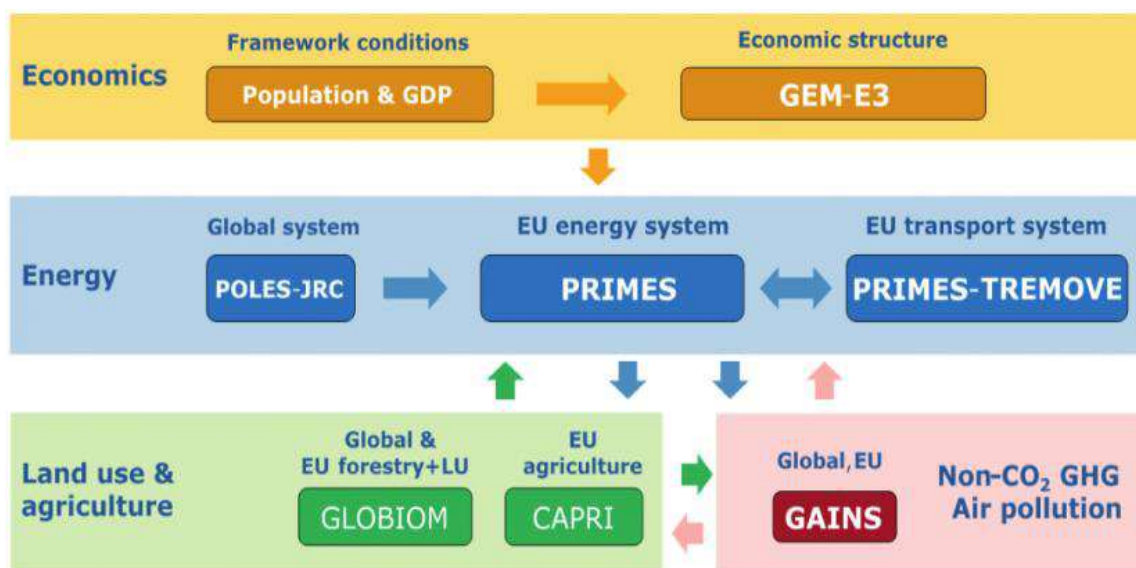 Economics
Framework conditions
Population & GDP
Economic structure
GEM-E3
Energy
Global system
POLES-JRC
EU energy system
PRIMES
EU transport system
PRIMES-TREMOVE
Land use &
agriculture
Global &
EU forestry+LU
GLOBIOM
EU
agriculture
CAPRI
Global, EU
GAINS
Non-CO₂ GHG
Air pollution